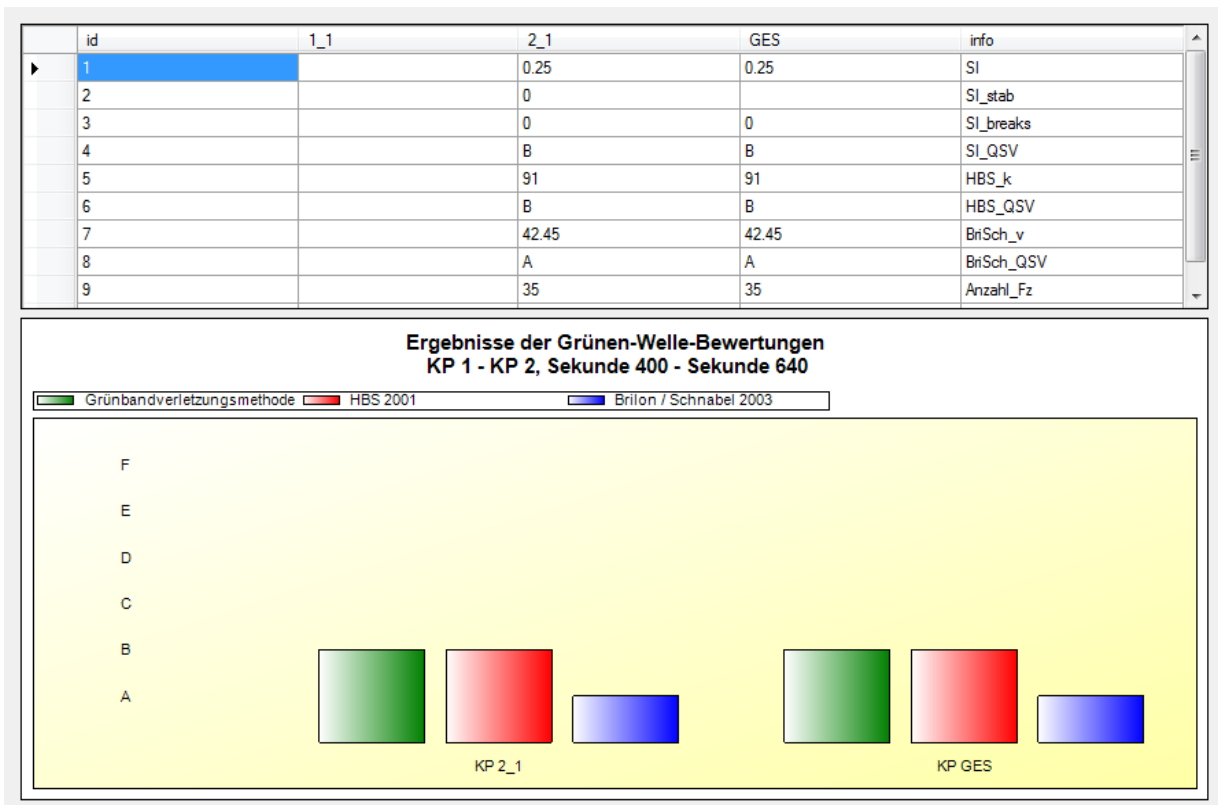 id 1_1 2_1 GES info
1 0.25 0.25 SI
2 0 SI_stab
3 0 0 SI_breaks
4 B B SI_QSV
5 91 91 HBS_k
6 B B HBS_QSV
7 42.45 42.45 BriSch_v
8 A A BriSch_QSV
9 35 35 Anzahl_Fz
Ergebnisse der Grünen-Welle-Bewertungen
KP 1 - KP 2, Sekunde 400 - Sekunde 640
Grünbandverletzungsmethode HBS 2001 Brilon / Schnabel 2003
F
E
D
C
B
A
KP 2_1 KP GES